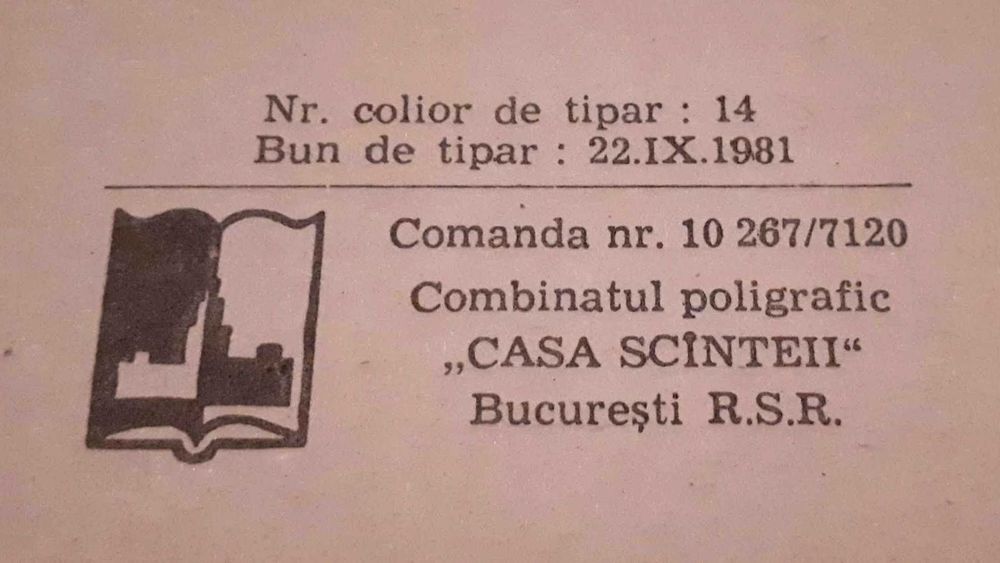 Nr. colior de tipar : 14
Bun de tipar : 22.IX.1981
Comanda nr. 10 267/7120
Combinatul poligrafic
„CASA SCÎNTEII“
București R.S.R.